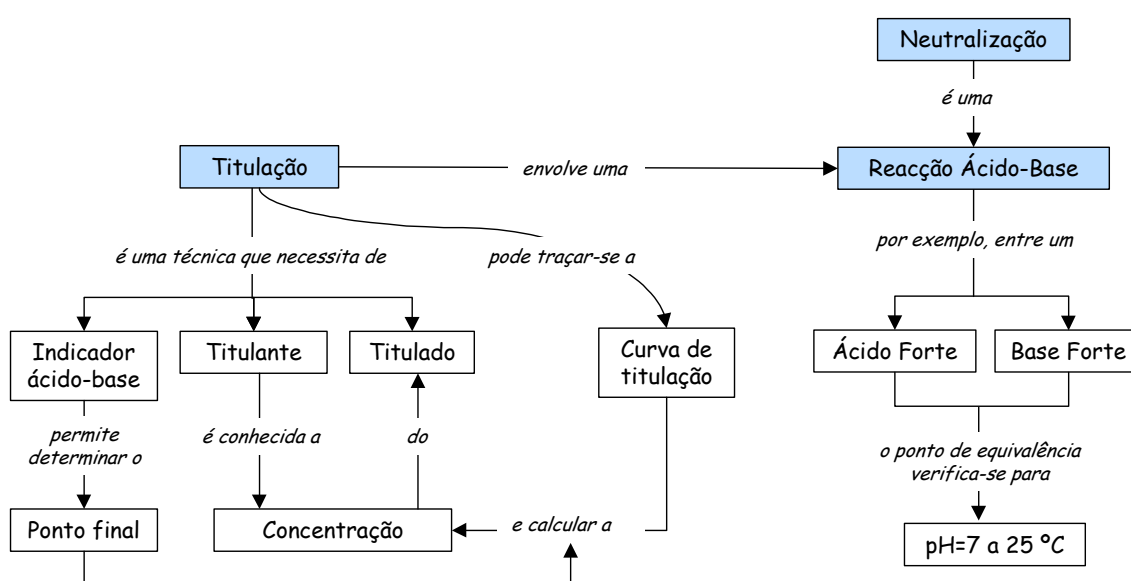 Neutralização
é uma
Titulação
envolve uma
Reacção Ácido-Base
é uma técnica que necessita de
pode traçar-se a
por exemplo, entre um
Indicador
ácido-base
Titulante
Titulado
Curva de
titulação
Ácido Forte
Base Forte
permite
determinar o
é conhecida a
do
o ponto de equivalência
verifica-se para
Ponto final
Concentração
e calcular a
pH=7 a 25 ºC